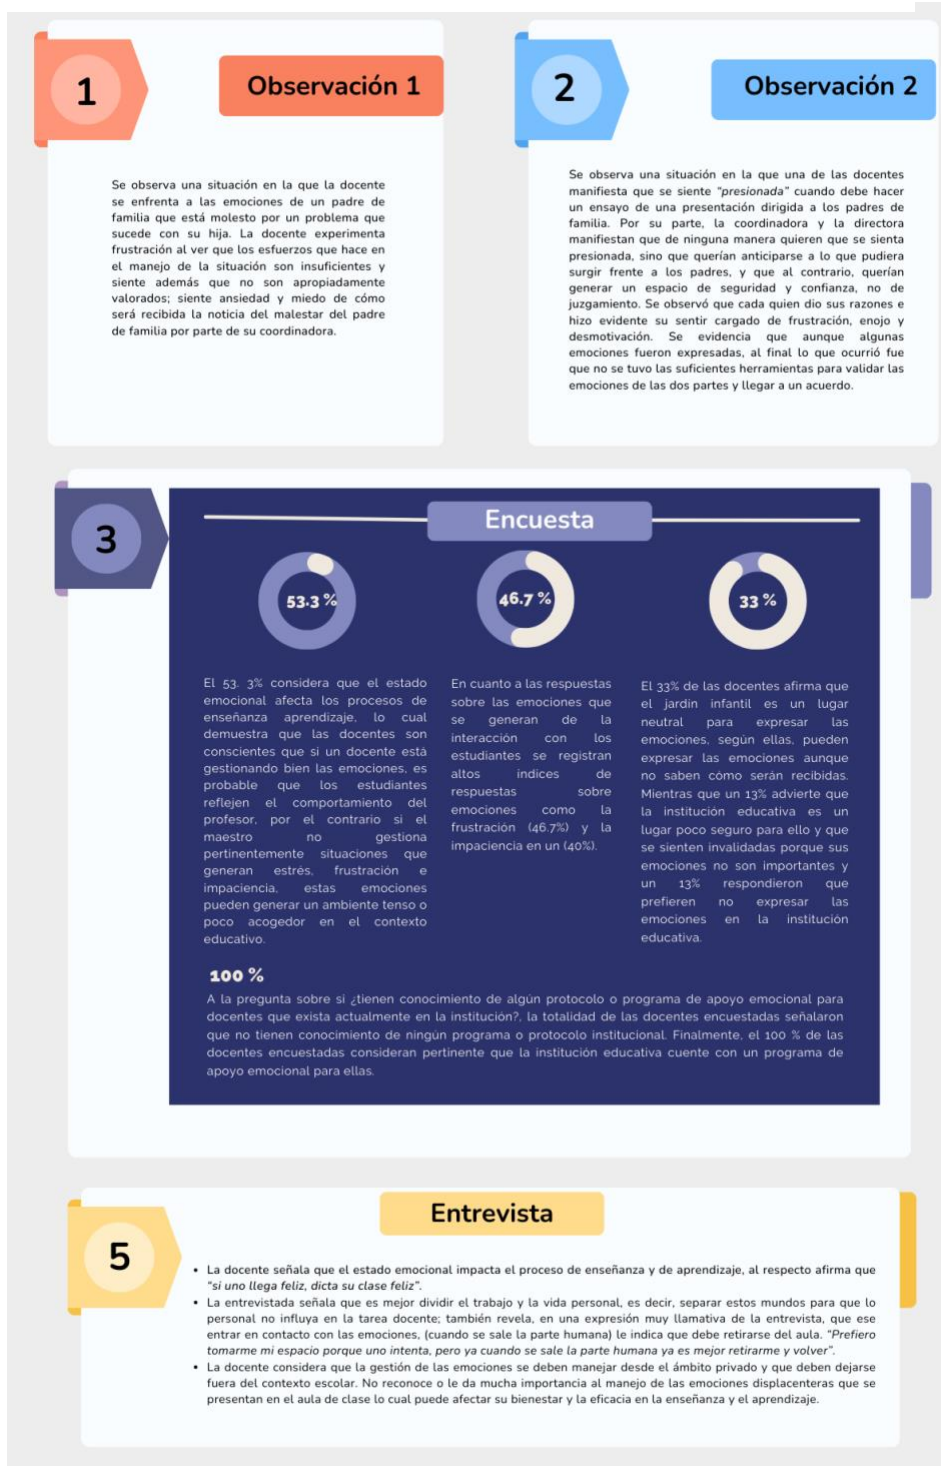 1
Observación 1
Se observa una situación en la que la docente
se enfrenta a las emociones de un padre de
familia que está molesto por un problema que
sucede con su hija. La docente experimenta
frustración al ver que los esfuerzos que hace en
el manejo de la situación son insuficientes y
siente además que no son apropiadamente
valorados; siente ansiedad y miedo de cómo
será recibida la noticia del malestar del padre
de familia por parte de su coordinadora.
2
Observación 2
Se observa una situación en la que una de las docentes
manifiesta que se siente “presionada” cuando debe hacer
un ensayo de una presentación dirigida a los padres de
familia. Por su parte, la coordinadora y la directora
manifiestan que de ninguna manera quieren que se sienta
presionada, sino que querían anticiparse a lo que pudiera
surgir frente a los padres, y que al contrario, querían
generar un espacio de seguridad y confianza, no de
juzgamiento. Se observó que cada quien dio sus razones e
hizo evidente su sentir cargado de frustración, enojo y
desmotivación. Se evidencia que aunque algunas
emociones fueron expresadas, al final lo que ocurrió fue
que no se tuvo las suficientes herramientas para validar las
emociones de las dos partes y llegar a un acuerdo.
3
Encuesta
53.3 %
El 53. 3% considera que el estado
emocional afecta los procesos de
enseñanza aprendizaje, lo cual
demuestra que las docentes son
conscientes que si un docente está
gestionando bien las emociones, es
probable que los estudiantes
reflejen el comportamiento del
profesor, por el contrario si el
maestro no gestiona
pertinentemente situaciones que
generan estrés, frustración e
impaciencia, estas emociones
pueden generar un ambiente tenso o
poco acogedor en el contexto
educativo.
46.7 %
En cuanto a las respuestas
sobre las emociones que
se generan de la
interacción con los
estudiantes se registran
altos indices de
respuestas sobre
emociones como la
frustración (46.7%) y la
impaciencia en un (40%).
33 %
El 33% de las docentes afirma que
el jardin infantil es un lugar
neutral para expresar las
emociones, según ellas, pueden
expresar las emociones aunque
no saben cómo serán recibidas.
Mientras que un 13% advierte que
la institución educativa es un
lugar poco seguro para ello y que
se sienten invalidadas porque sus
emociones no son importantes y
un 13% respondieron que
prefieren no expresar las
emociones en la institución
educativa.
100 %
A la pregunta sobre si ¿tienen conocimiento de algún protocolo o programa de apoyo emocional para
docentes que exista actualmente en la institución?, la totalidad de las docentes encuestadas señalaron
que no tienen conocimiento de ningún programa o protocolo institucional. Finalmente, el 100 % de las
docentes encuestadas consideran pertinente que la institución educativa cuente con un programa de
apoyo emocional para ellas.
5
Entrevista
• La docente señala que el estado emocional impacta el proceso de enseñanza y de aprendizaje, al respecto afirma que
“si uno llega feliz, dicta su clase feliz”.
• La entrevistada señala que es mejor dividir el trabajo y la vida personal, es decir, separar estos mundos para que lo
personal no influya en la tarea docente; también revela, en una expresión muy llamativa de la entrevista, que ese
entrar en contacto con las emociones, (cuando se sale la parte humana) le indica que debe retirarse del aula. “Prefiero
tomarme mi espacio porque uno intenta, pero ya cuando se sale la parte humana ya es mejor retirarme y volver”.
• La docente considera que la gestión de las emociones se deben manejar desde el ámbito privado y que deben dejarse
fuera del contexto escolar. No reconoce o le da mucha importancia al manejo de las emociones displacenteras que se
presentan en el aula de clase lo cual puede afectar su bienestar y la eficacia en la enseñanza y el aprendizaje.